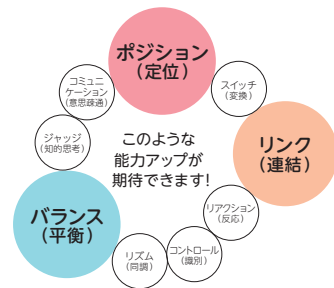 ポジション
（定位）
コミュニ
ケーション
（意思疎通）
スイッチ
（変換）
ジャッジ
（知的思考）
このような
能力アップが
期待できます!
リンク
（連結）
バランス
（平衡）
リアクション
（反応）
コントロール
（識別）
リズム
（同調）